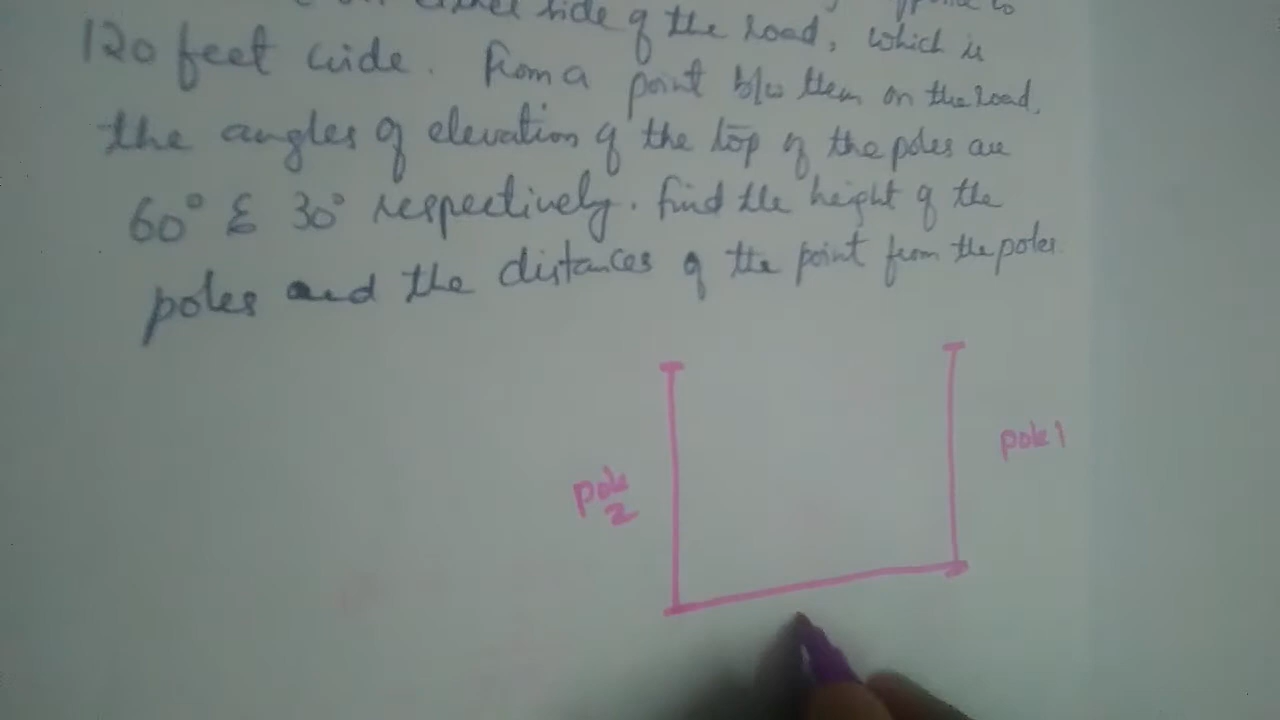 side of the road, which is
120 feet wide. From a point b/w them on the road,
the angles of elevation of the top of the poles are
60° & 30° respectively. Find the height of the
poles and the distances of the point from the poles
pole 1
pole
2